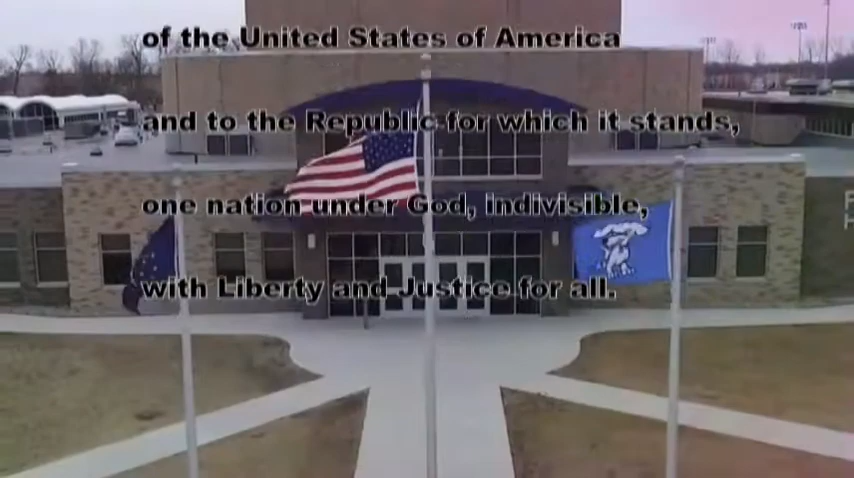 of the United States of America
and to the Republic for which it stands,
one nation under God, indivisible,
with Liberty and Justice for all.